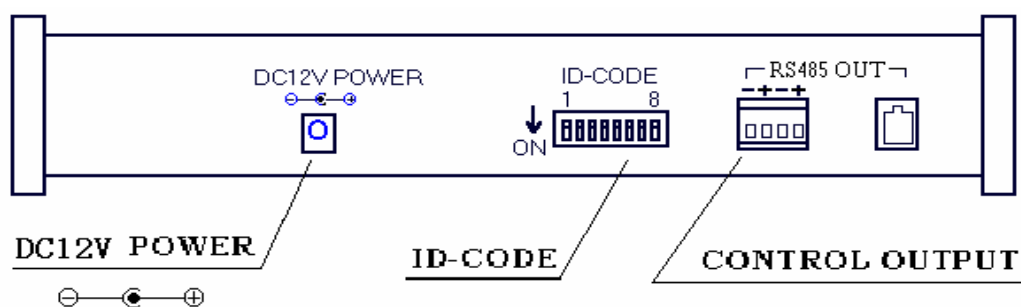 DC12V POWER
ID-CODE
RS485 OUT
1 8
- + - +
ON
DC12V POWER
ID-CODE
CONTROL OUTPUT